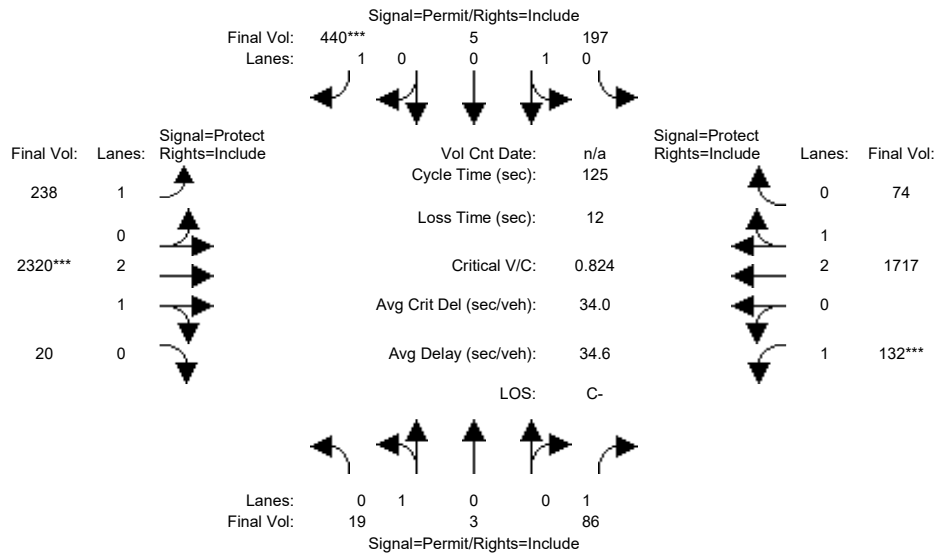 Signal=Permit/Rights=Include
Final Vol: 440*** 5 197
Lanes: 1 0 0 1 0
Signal=Protect
Final Vol: Lanes: Rights=Include
Vol Cnt Date: n/a
Signal=Protect
Rights=Include Lanes: Final Vol:
Cycle Time (sec): 125
238 1
0 74
Loss Time (sec): 12
0
1
2320*** 2
Critical V/C: 0.824
2 1717
1
Avg Crit Del (sec/veh): 34.0
0
20 0
Avg Delay (sec/veh): 34.6
1 132***
LOS: C-
Lanes: 0 1 0 0 1
Final Vol: 19 3 86
Signal=Permit/Rights=Include